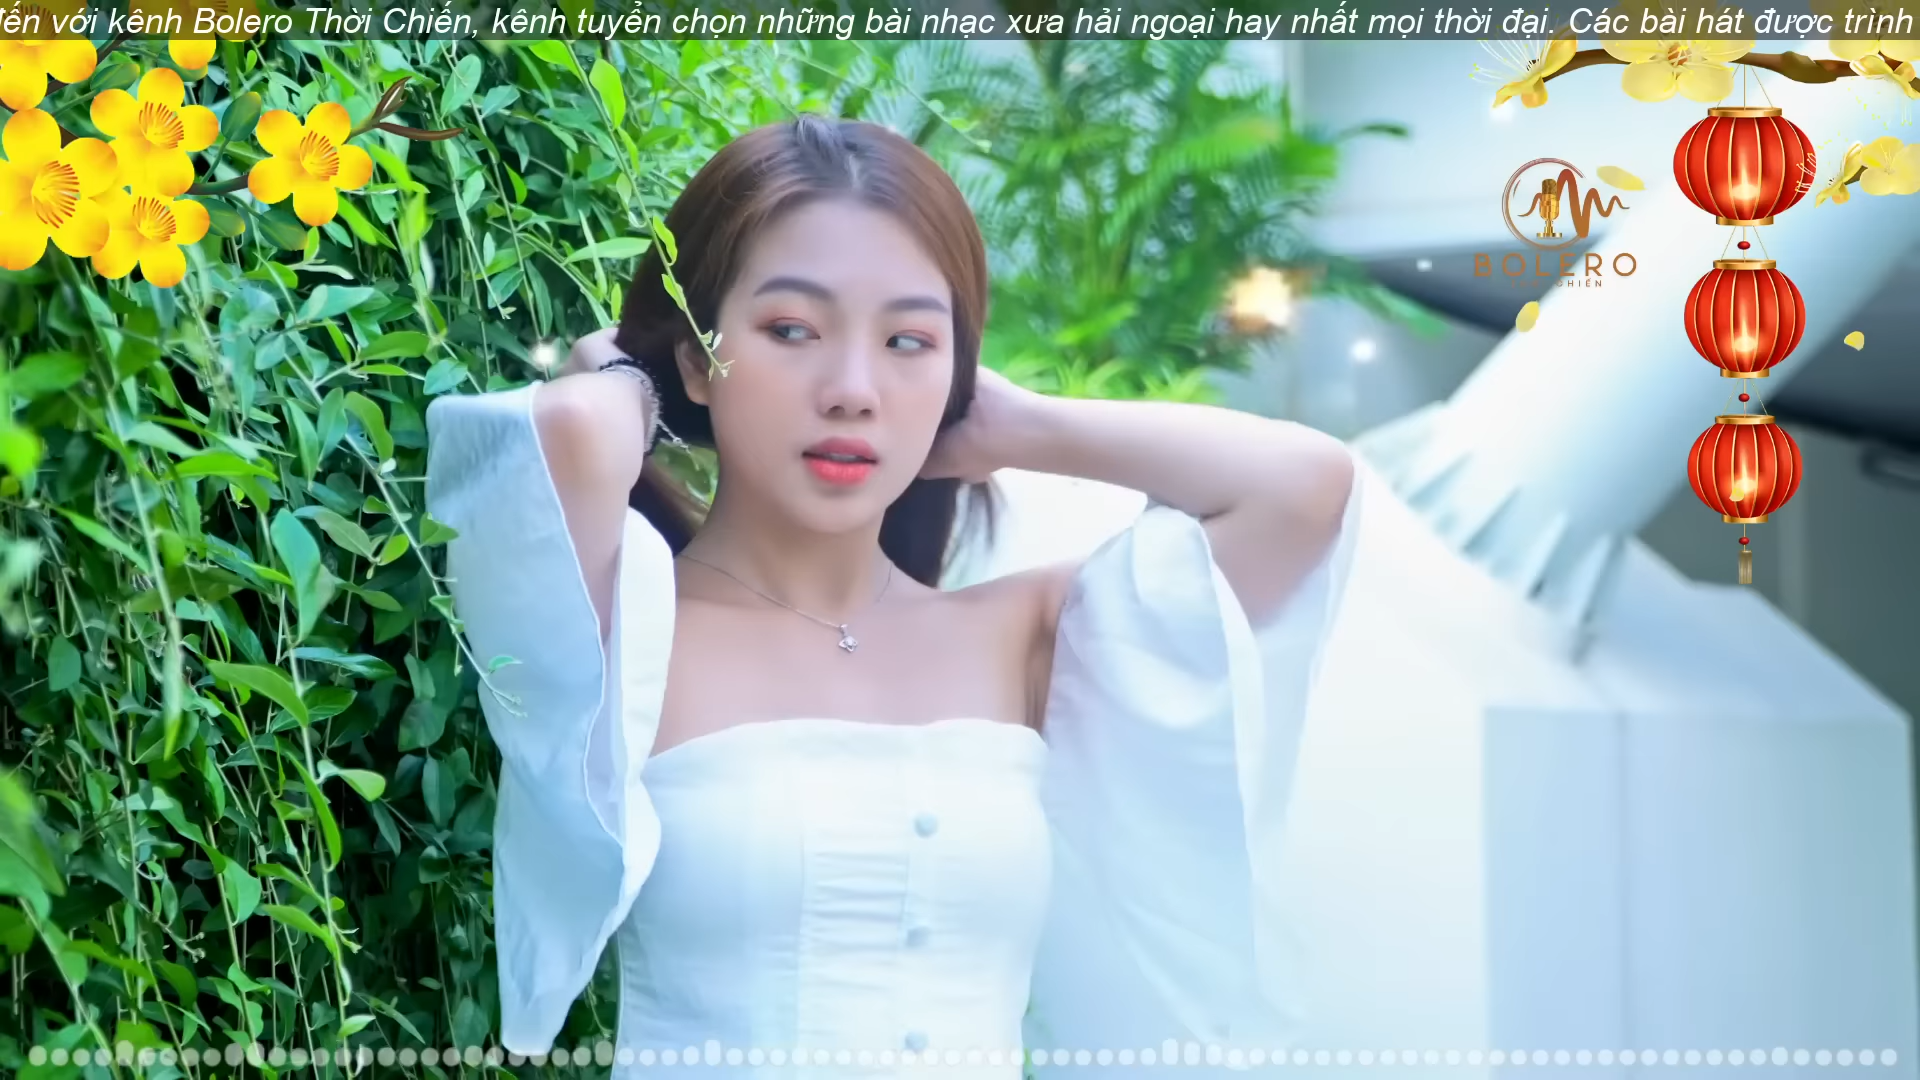 đến với kênh Bolero Thời Chiến, kênh tuyển chọn những bài nhạc xưa hải ngoại hay nhất mọi thời đại. Các bài hát được trình
BOLERO